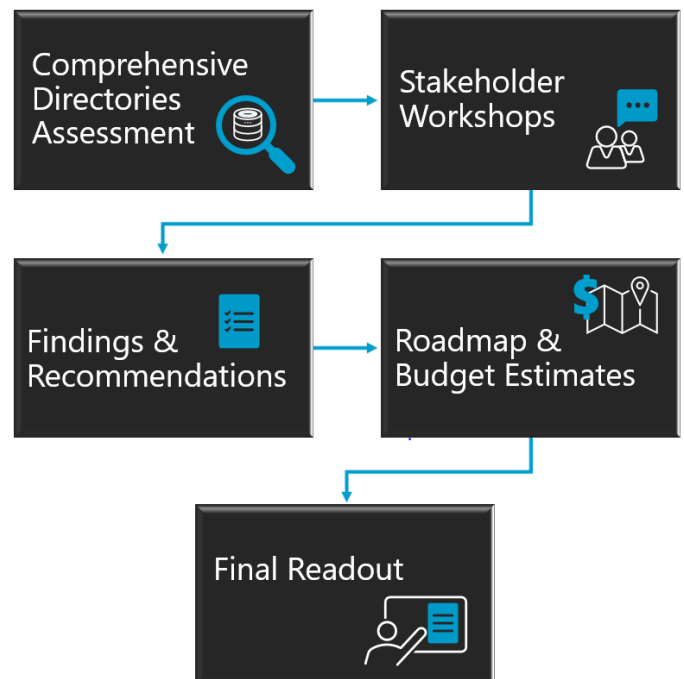 Comprehensive
Directories
Assessment
Stakeholder
Workshops
Findings &
Recommendations
Roadmap &
Budget Estimates
Final Readout